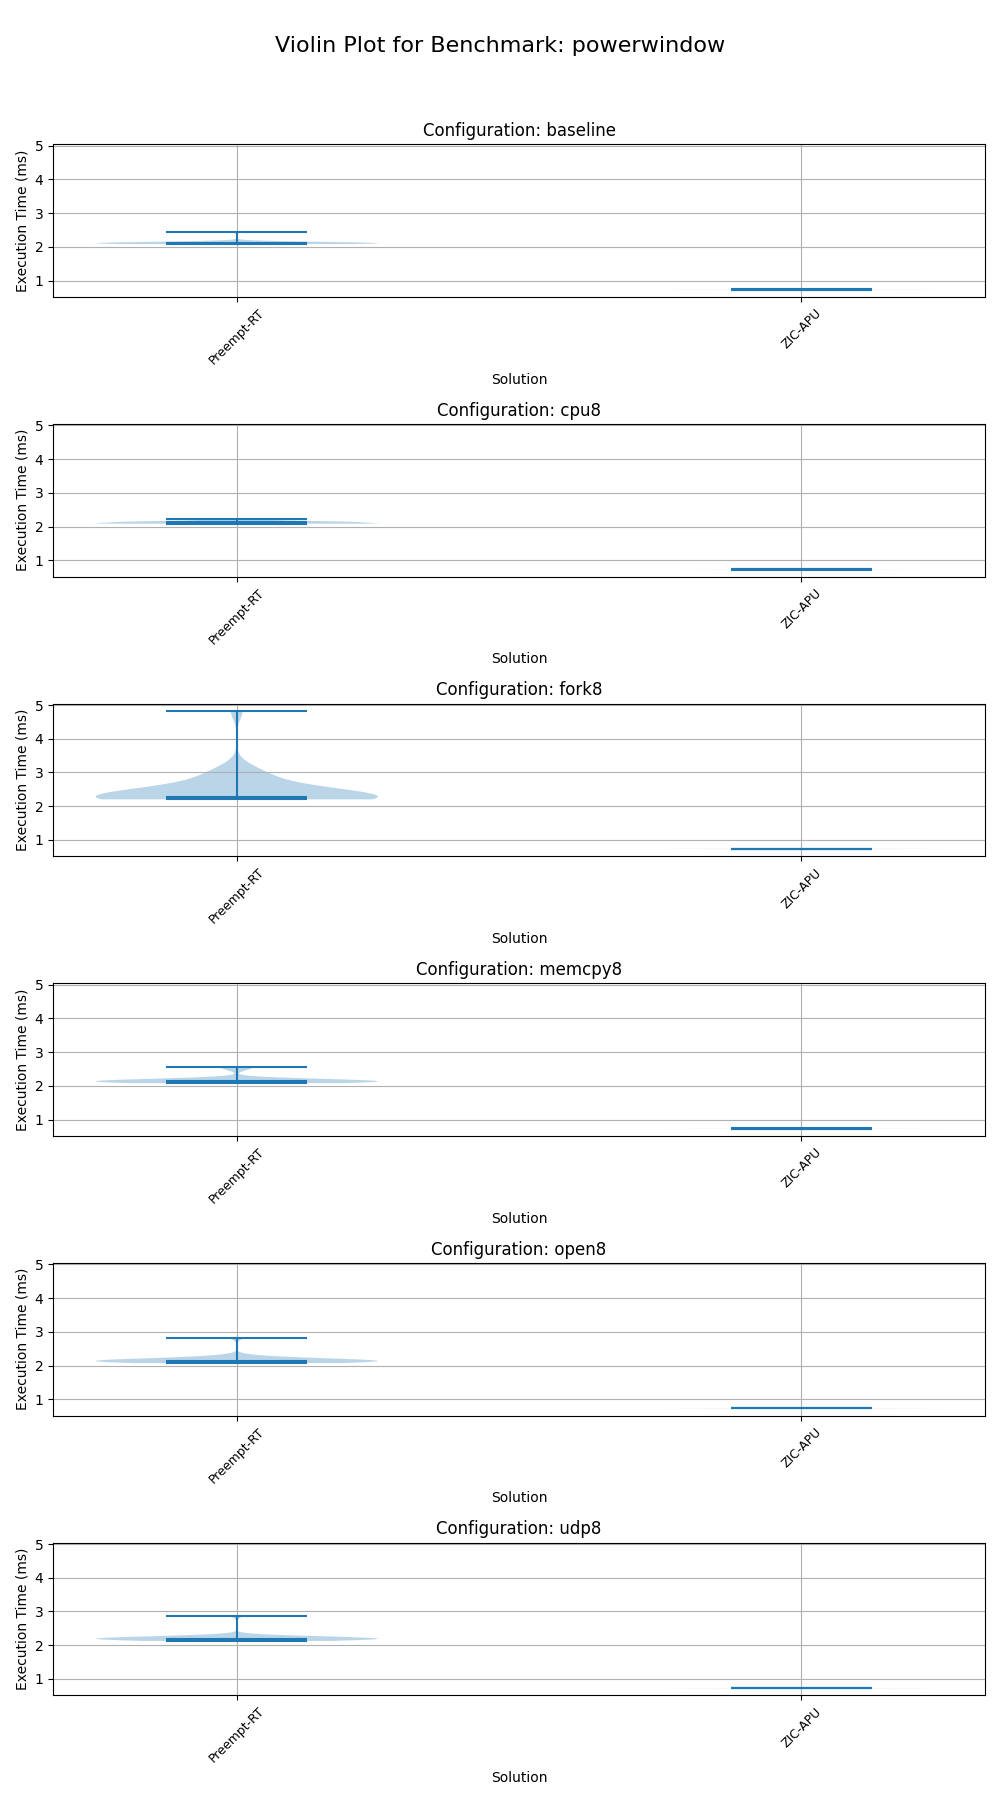 Violin Plot for Benchmark: powerwindow
Configuration: baseline
Execution Time (ms)
5
4
3
2
1
Preempt-RT
ZIC-APU
Solution
Configuration: cpu8
Execution Time (ms)
5
4
3
2
1
Preempt-RT
ZIC-APU
Solution
Configuration: fork8
Execution Time (ms)
5
4
3
2
1
Preempt-RT
ZIC-APU
Solution
Configuration: memcpy8
Execution Time (ms)
5
4
3
2
1
Preempt-RT
ZIC-APU
Solution
Configuration: open8
Execution Time (ms)
5
4
3
2
1
Preempt-RT
ZIC-APU
Solution
Configuration: udp8
Execution Time (ms)
5
4
3
2
1
Preempt-RT
ZIC-APU
Solution